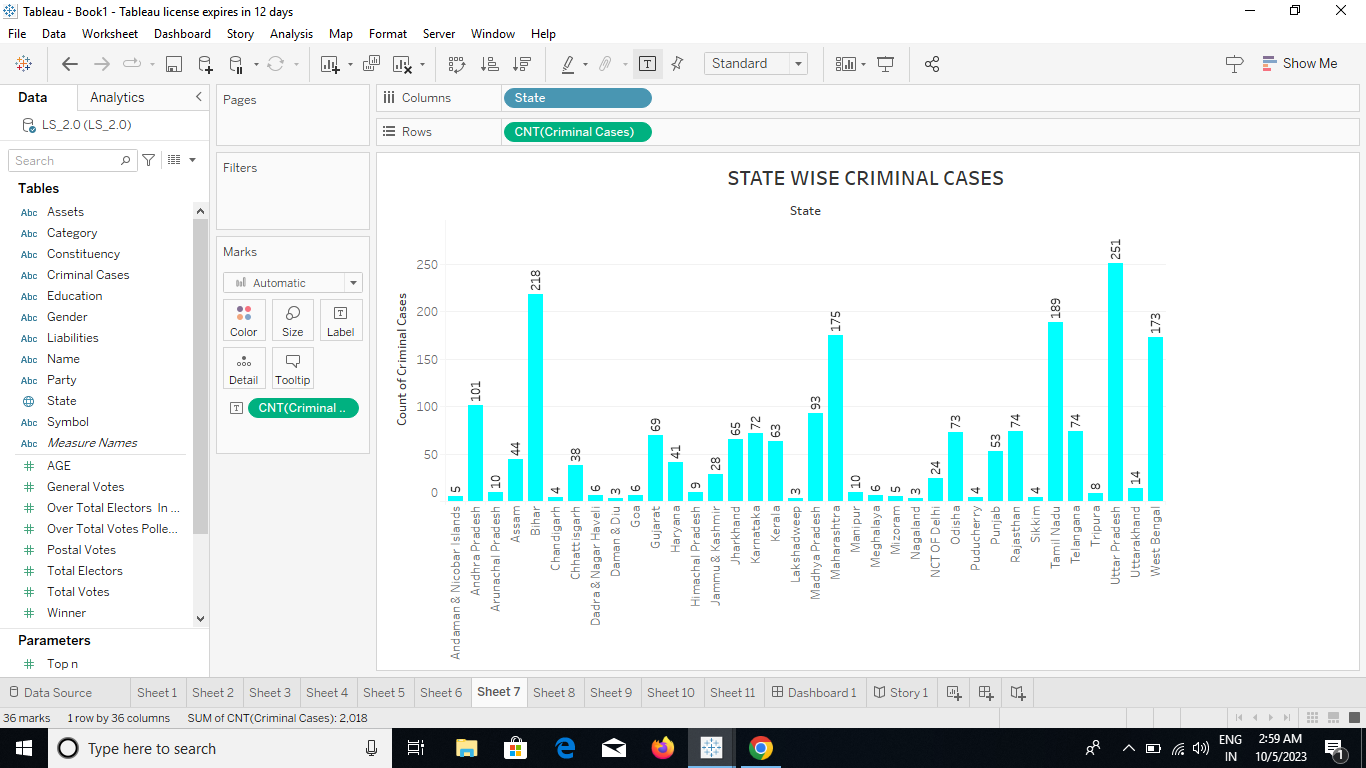 Tableau - Book1 - Tableau license expires in 12 days
File Data Worksheet Dashboard Story Analysis Map Format Server Window Help
Standard
Show Me
Data Analytics
LS_2.0 (LS_2.0)
Search
Tables
Abc Assets
Abc Category
Abc Constituency
Abc Criminal Cases
Abc Education
Abc Gender
Abc Liabilities
Abc Name
Abc Party
State
Abc Symbol
Abc Measure Names
AGE
General Votes
Over Total Electors In ...
Over Total Votes Polle...
Postal Votes
Total Electors
Total Votes
Winner
Parameters
Top n
Pages
Filters
Marks
Automatic
Color Size Label
Detail Tooltip
CNT(Criminal ..
Columns State
Rows CNT(Criminal Cases)
STATE WISE CRIMINAL CASES
State
Count of Criminal Cases
250
200
150
100
50
0
5 101 10 44 218 4 38 6 3 6 69 41 9 28 65 72 63 3 93 175 10 6 5 3 24 73 4 53 74 4 189 74 8 251 14 173
Andaman & Nicobar Islands
Andhra Pradesh
Arunachal Pradesh
Assam
Bihar
Chandigarh
Chhattisgarh
Dadra & Nagar Haveli
Daman & Diu
Goa
Gujarat
Haryana
Himachal Pradesh
Jammu & Kashmir
Jharkhand
Karnataka
Kerala
Lakshadweep
Madhya Pradesh
Maharashtra
Manipur
Meghalaya
Mizoram
Nagaland
NCT OF Delhi
Odisha
Puducherry
Punjab
Rajasthan
Sikkim
Tamil Nadu
Telangana
Tripura
Uttar Pradesh
Uttarakhand
West Bengal
Data Source Sheet 1 Sheet 2 Sheet 3 Sheet 4 Sheet 5 Sheet 6 Sheet 7 Sheet 8 Sheet 9 Sheet 10 Sheet 11 Dashboard 1 Story 1
36 marks 1 row by 36 columns SUM of CNT(Criminal Cases): 2,018
Type here to search
ENG
IN
2:59 AM
10/5/2023
1